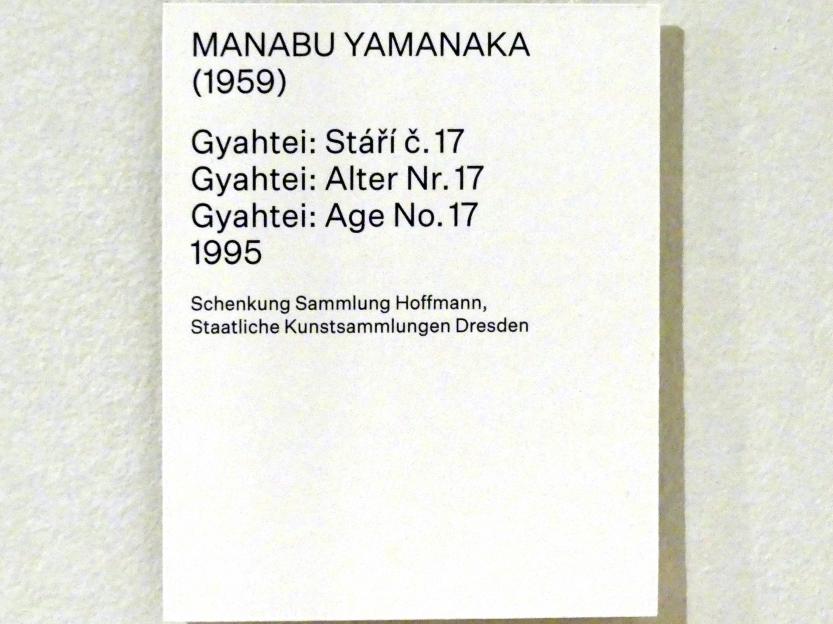 MANABU YAMANAKA
(1959)
Gyahtei: Stáří č. 17
Gyahtei: Alter Nr. 17
Gyahtei: Age No. 17
1995
Schenkung Sammlung Hoffmann,
Staatliche Kunstsammlungen Dresden